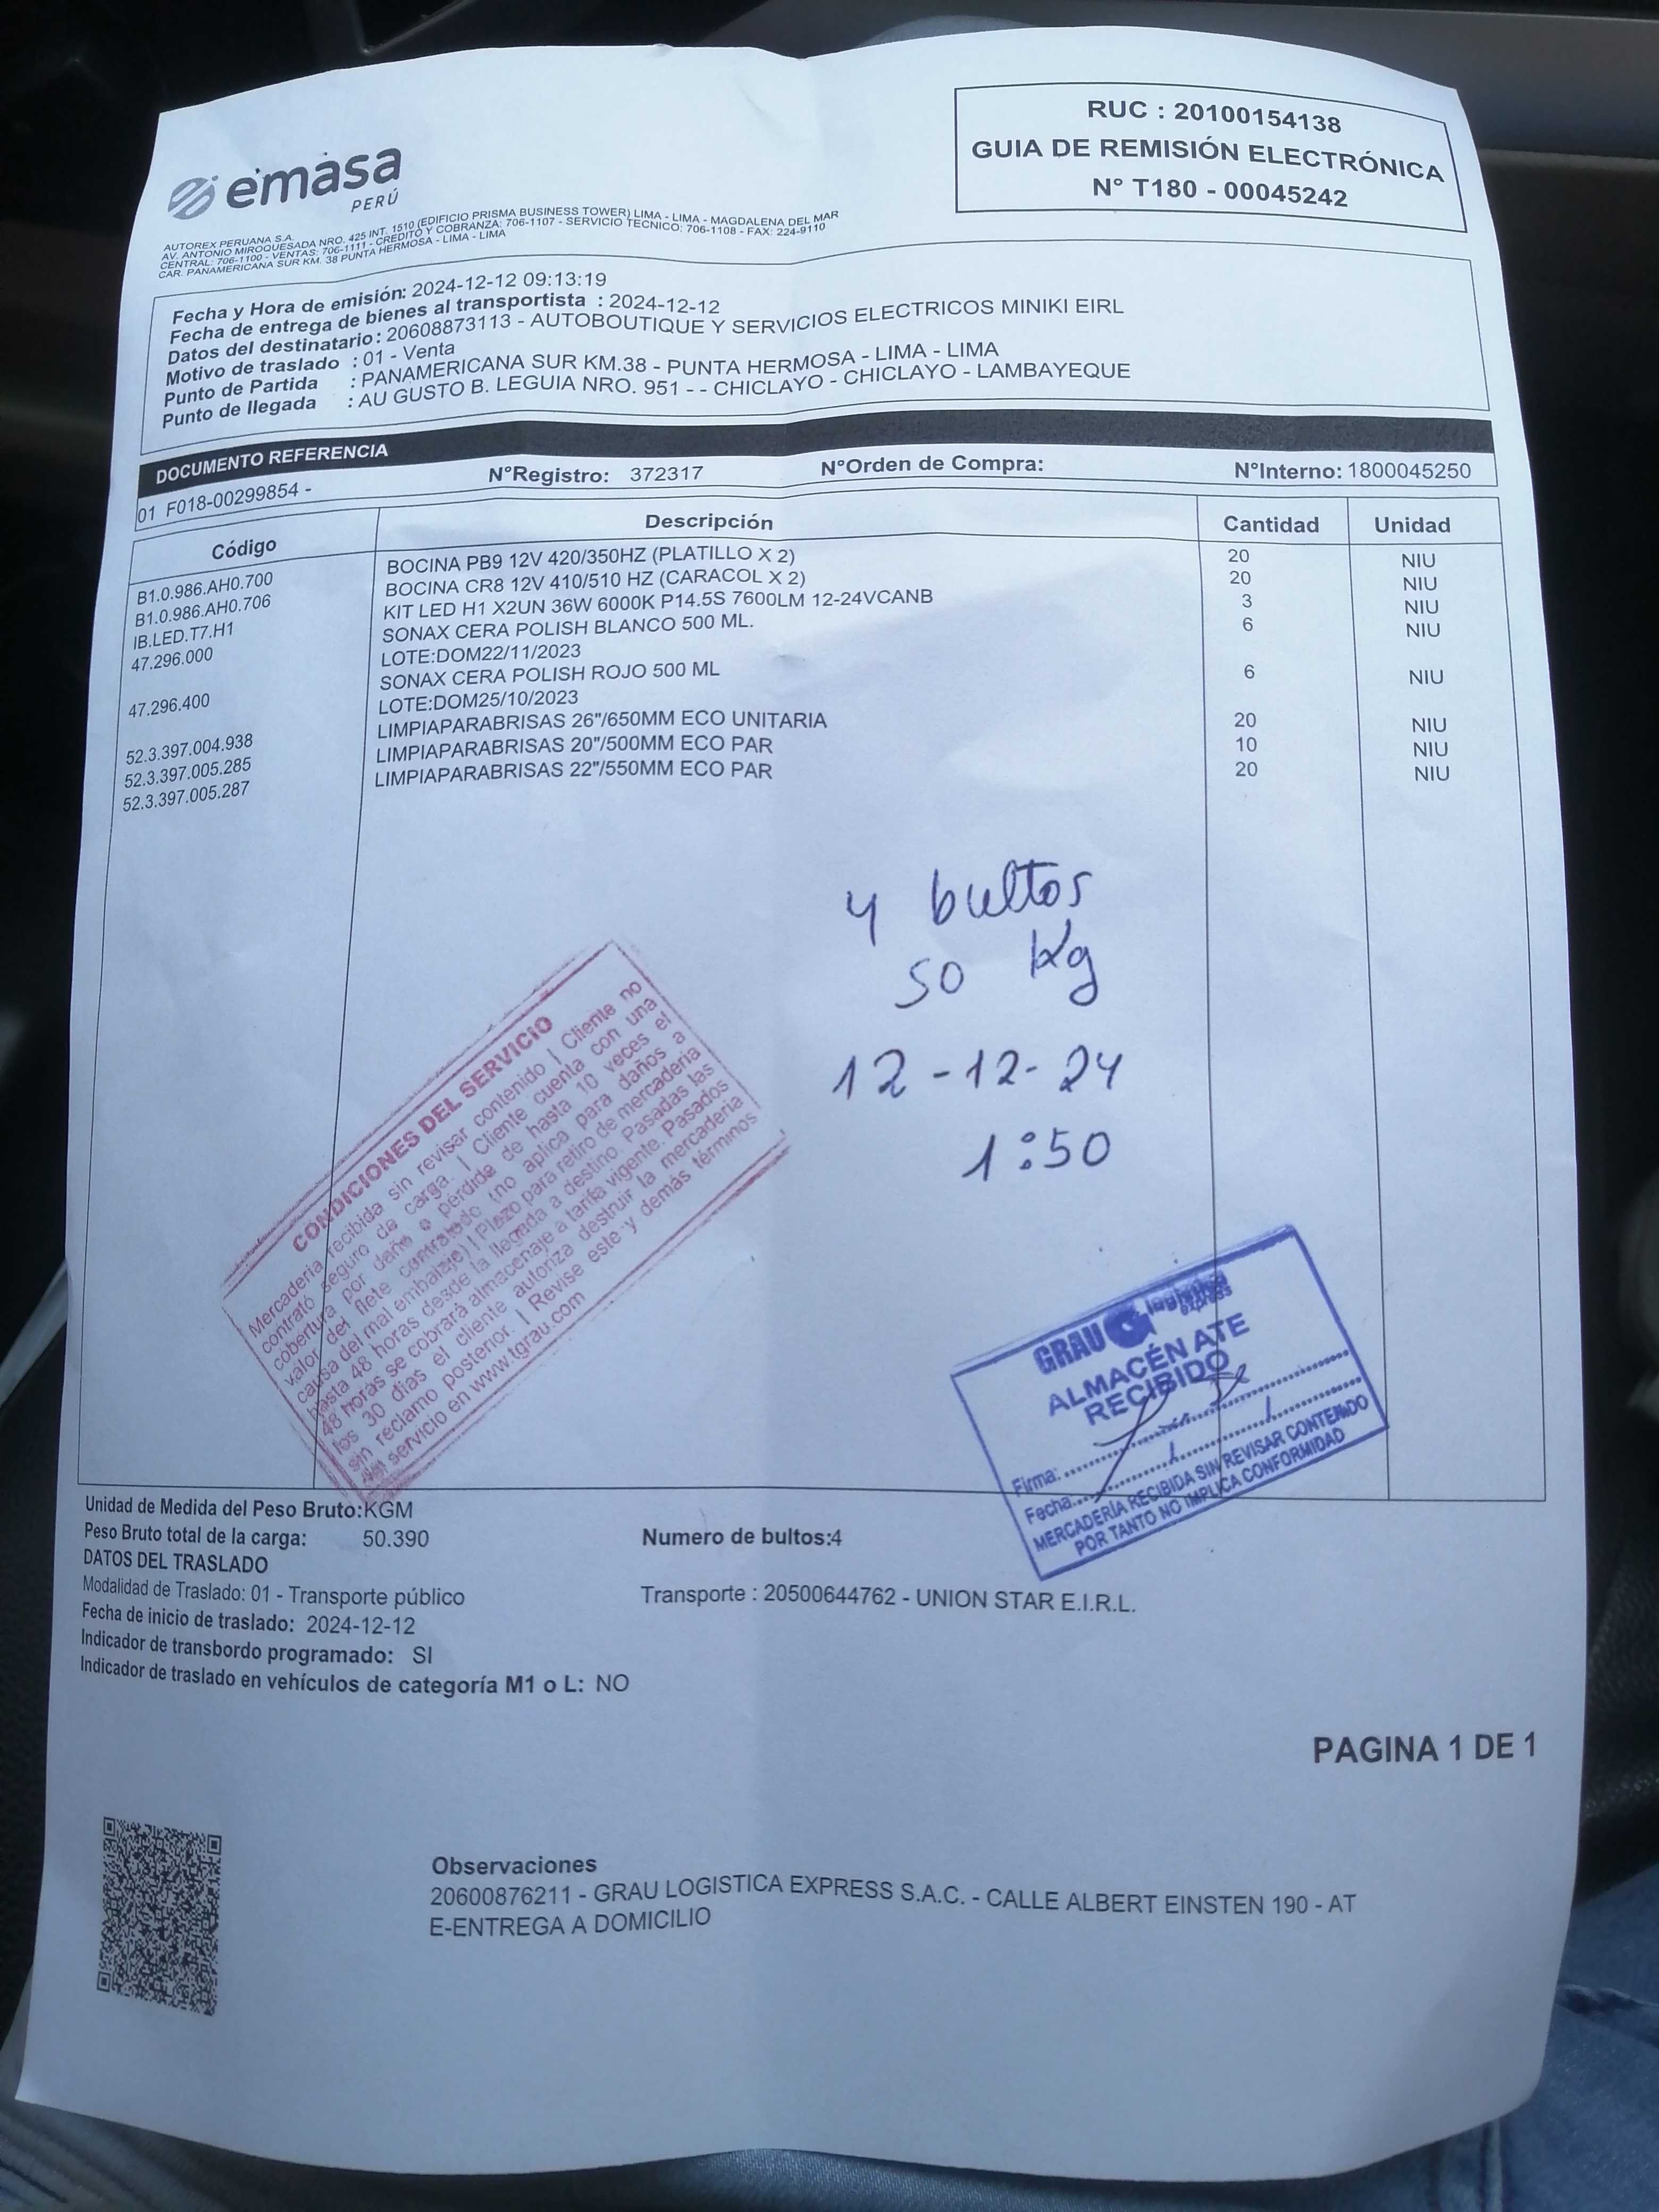 emasa
PERÚ
RUC : 20100154138
GUIA DE REMISIÓN ELECTRÓNICA
N° T180 - 00045242
AUTOREX PERUANA S.A.
AV. ANTONIO MIROQUESADA NRO. 425 INT. 1510 (EDIFICIO PRISMA BUSINESS TOWER) LIMA - LIMA - MAGDALENA DEL MAR
CENTRAL: 706-1100 - VENTAS: 706-1111 - CREDITO Y COBRANZA: 706-1107 - SERVICIO TECNICO: 706-1108 - FAX: 224-9110
CAR. PANAMERICANA SUR KM. 38 PUNTA HERMOSA - LIMA - LIMA
Fecha y Hora de emisión: 2024-12-12 09:13:19
Fecha de entrega de bienes al transportista : 2024-12-12
Datos del destinatario: 20608873113 - AUTOBOUTIQUE Y SERVICIOS ELECTRICOS MINIKI EIRL
Motivo de traslado : 01 - Venta
Punto de Partida : PANAMERICANA SUR KM.38 - PUNTA HERMOSA - LIMA - LIMA
Punto de llegada : AU GUSTO B. LEGUIA NRO. 951 - - CHICLAYO - CHICLAYO - LAMBAYEQUE
DOCUMENTO REFERENCIA
01 F018-00299854 - N°Registro: 372317 N°Orden de Compra: N°Interno: 1800045250
Código Descripción Cantidad Unidad
B1.0.986.AH0.700 BOCINA PB9 12V 420/350HZ (PLATILLO X 2) 20 NIU
B1.0.986.AH0.706 BOCINA CR8 12V 410/510 HZ (CARACOL X 2) 20 NIU
IB.LED.T7.H1 KIT LED H1 X2UN 36W 6000K P14.5S 7600LM 12-24VCANB 3 NIU
47.296.000 SONAX CERA POLISH BLANCO 500 ML. 6 NIU
LOTE:DOM22/11/2023
47.296.400 SONAX CERA POLISH ROJO 500 ML 6 NIU
LOTE:DOM25/10/2023
52.3.397.004.938 LIMPIAPARABRISAS 26"/650MM ECO UNITARIA 20 NIU
52.3.397.005.285 LIMPIAPARABRISAS 20"/500MM ECO PAR 10 NIU
52.3.397.005.287 LIMPIAPARABRISAS 22"/550MM ECO PAR 20 NIU
4 bultos
50 Kg
12-12-24
1:50
CONDICIONES DEL SERVICIO
Mercadería recibida sin revisar contenido | Cliente no
contrató seguro de carga. | Cliente cuenta con una
cobertura por daño o pérdida de hasta 10 veces el
valor del flete contratado (no aplica para daños a
causa del mal embalaje) | Plazo para retiro de mercadería
hasta 48 horas desde la llegada a destino. Pasadas las
48 horas se cobrará almacenaje a tarifa vigente. Pasados
los 30 días el cliente autoriza destruir la mercadería
sin reclamo posterior. | Revise este y demás términos
del servicio en www.tgrau.com
GRAU logística
express
ALMACÉN ATE
RECIBIDO
Firma:
Fecha
MERCADERÍA RECIBIDA SIN REVISAR CONTENIDO
POR TANTO NO IMPLICA CONFORMIDAD
Unidad de Medida del Peso Bruto:KGM
Peso Bruto total de la carga: 50.390 Numero de bultos:4
DATOS DEL TRASLADO
Modalidad de Traslado: 01 - Transporte público Transporte : 20500644762 - UNION STAR E.I.R.L.
Fecha de inicio de traslado: 2024-12-12
Indicador de transbordo programado: SI
Indicador de traslado en vehículos de categoría M1 o L: NO
PAGINA 1 DE 1
Observaciones
20600876211 - GRAU LOGISTICA EXPRESS S.A.C. - CALLE ALBERT EINSTEN 190 - AT
E-ENTREGA A DOMICILIO